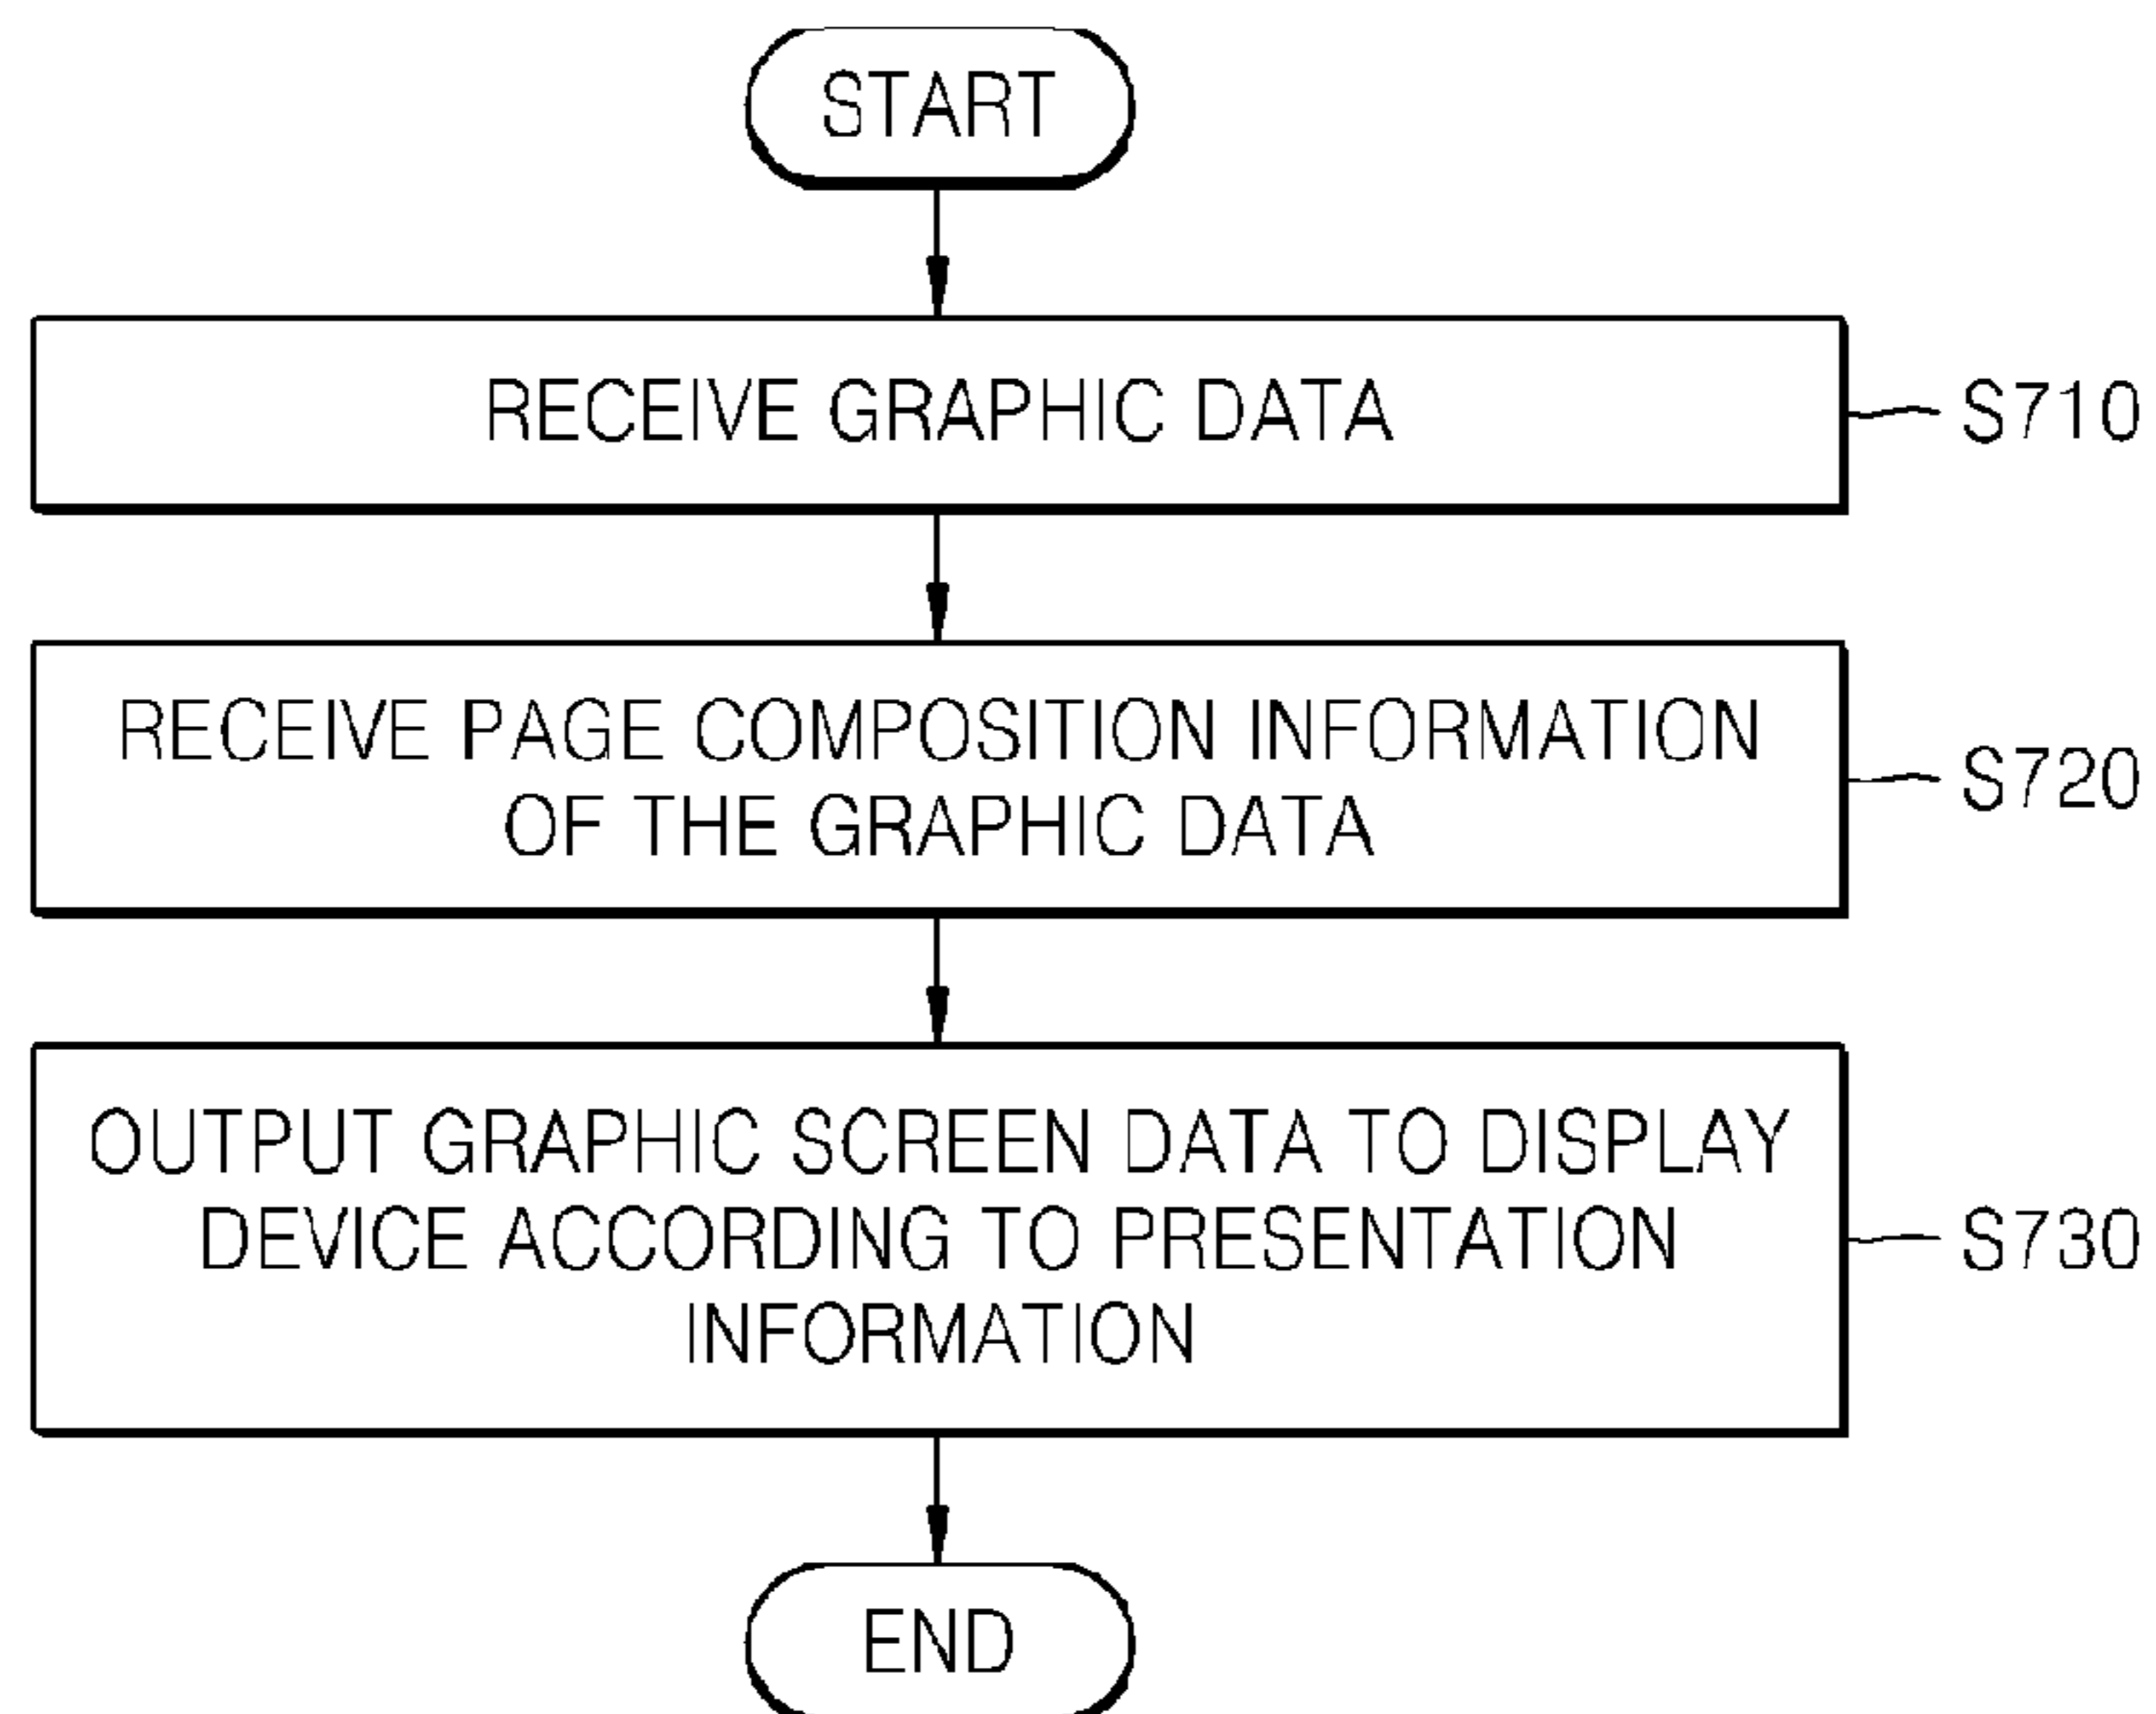 START
RECEIVE GRAPHIC DATA
S710
RECEIVE PAGE COMPOSITION INFORMATION
OF THE GRAPHIC DATA
S720
OUTPUT GRAPHIC SCREEN DATA TO DISPLAY
DEVICE ACCORDING TO PRESENTATION
INFORMATION
S730
END